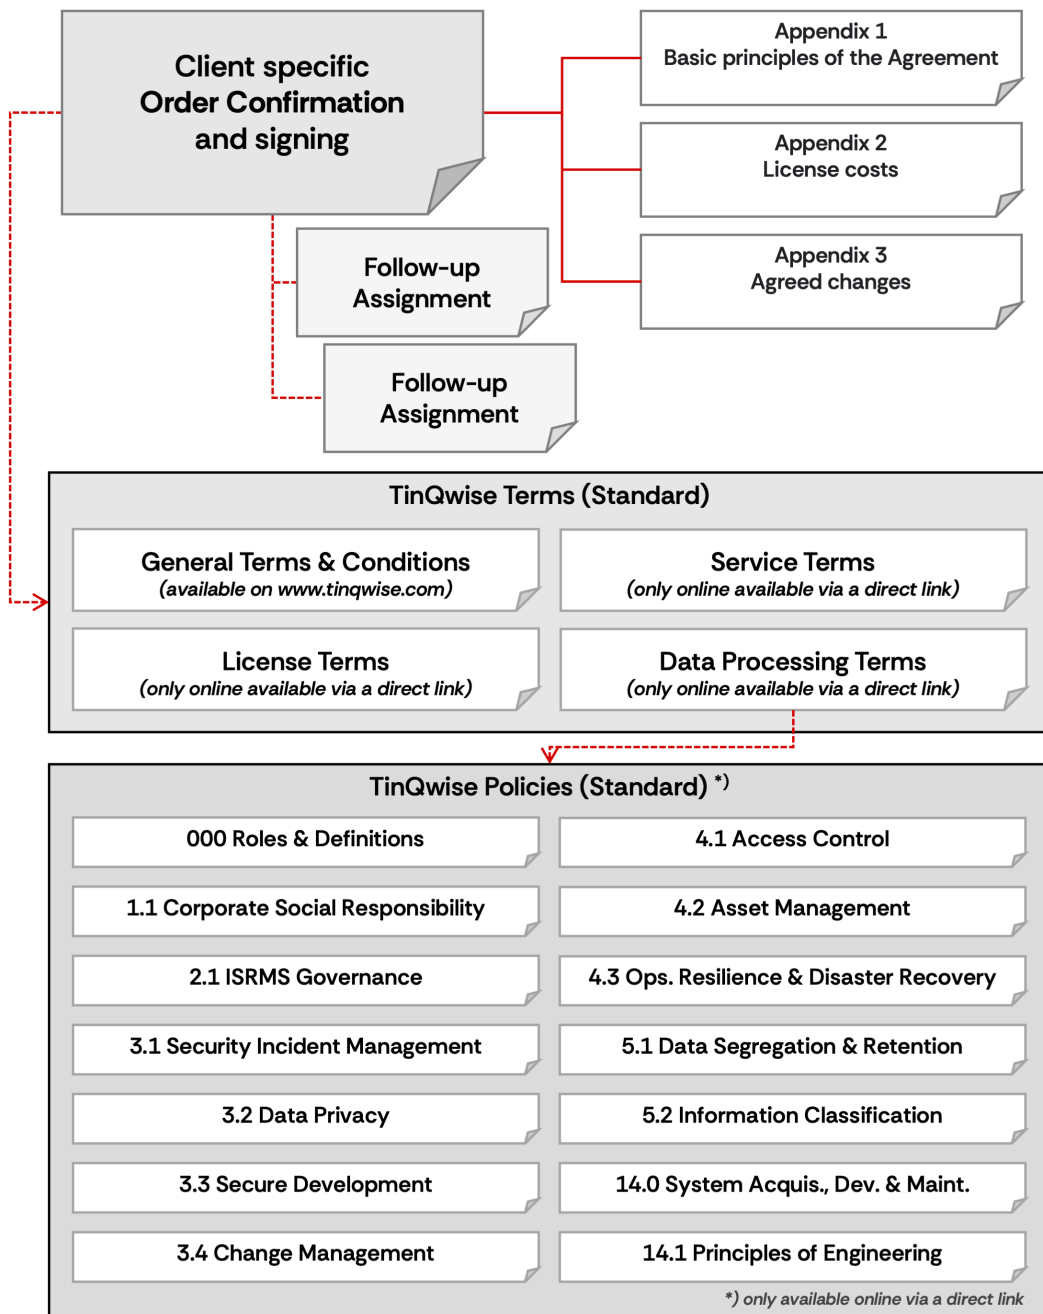 Client specific
Order Confirmation
and signing
Appendix 1
Basic principles of the Agreement
Appendix 2
License costs
Appendix 3
Agreed changes
Follow-up
Assignment
Follow-up
Assignment
TinQwise Terms (Standard)
General Terms & Conditions
(available on www.tinqwise.com)
Service Terms
(only online available via a direct link)
License Terms
(only online available via a direct link)
Data Processing Terms
(only online available via a direct link)
TinQwise Policies (Standard) *)
000 Roles & Definitions
4.1 Access Control
1.1 Corporate Social Responsibility
4.2 Asset Management
2.1 ISRMS Governance
4.3 Ops. Resilience & Disaster Recovery
3.1 Security Incident Management
5.1 Data Segregation & Retention
3.2 Data Privacy
5.2 Information Classification
3.3 Secure Development
14.0 System Acquis., Dev. & Maint.
3.4 Change Management
14.1 Principles of Engineering
*) only available online via a direct link